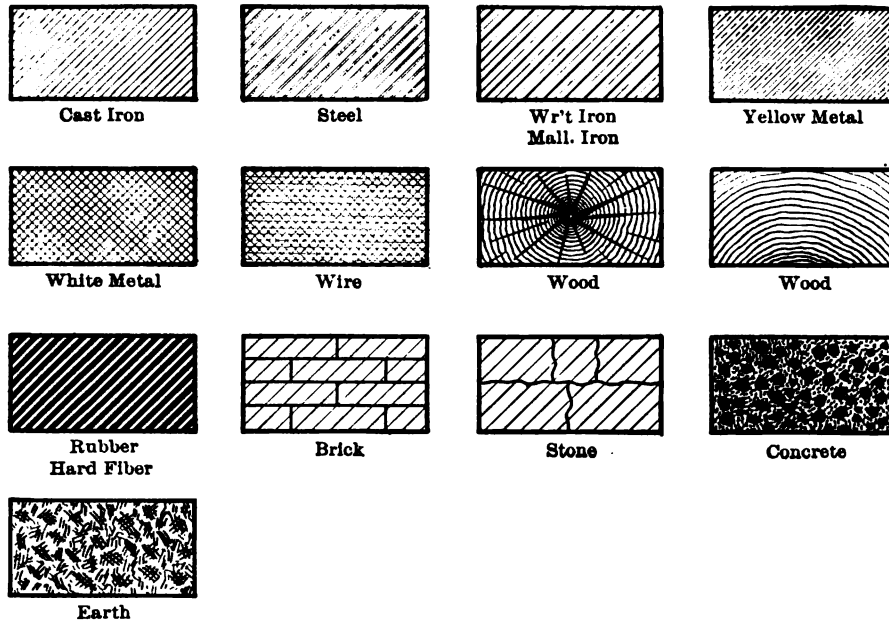 Cast Iron
Steel
Wr't Iron
Mall. Iron
Yellow Metal
White Metal
Wire
Wood
Wood
Rubber
Hard Fiber
Brick
Stone
Concrete
Earth